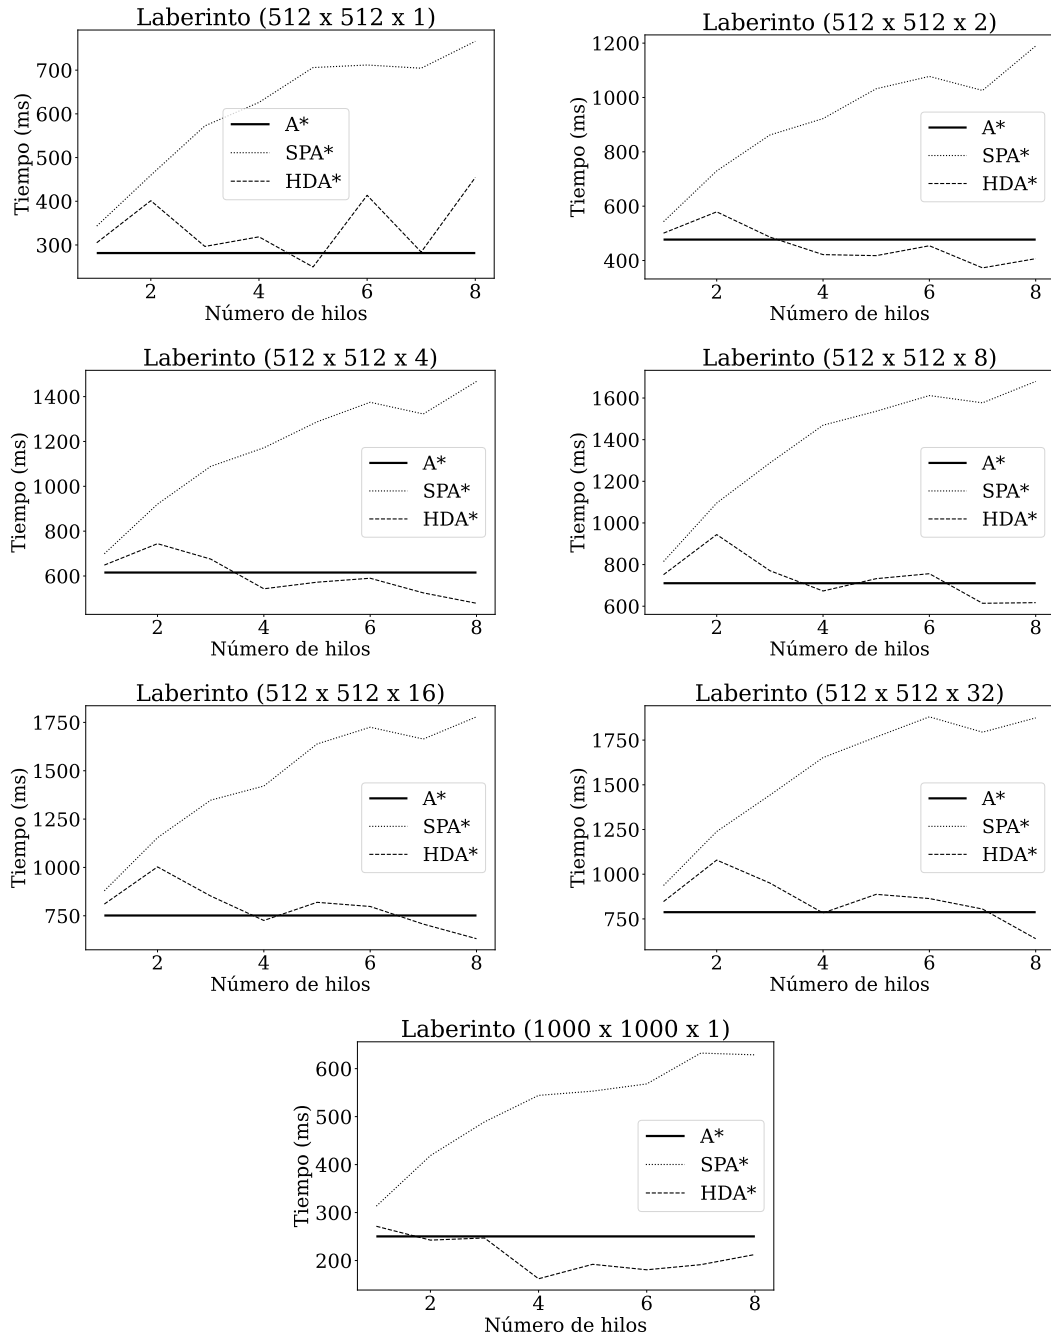 Laberinto (512 x 512 x 1)
700
600
500
400
300
Tiempo (ms)
A*
SPA*
HDA*
2 4 6 8
Número de hilos
Laberinto (512 x 512 x 2)
1200
1000
800
600
400
Tiempo (ms)
A*
SPA*
HDA*
2 4 6 8
Número de hilos
Laberinto (512 x 512 x 4)
1400
1200
1000
800
600
Tiempo (ms)
A*
SPA*
HDA*
2 4 6 8
Número de hilos
Laberinto (512 x 512 x 8)
1600
1400
1200
1000
800
600
Tiempo (ms)
A*
SPA*
HDA*
2 4 6 8
Número de hilos
Laberinto (512 x 512 x 16)
1750
1500
1250
1000
750
Tiempo (ms)
A*
SPA*
HDA*
2 4 6 8
Número de hilos
Laberinto (512 x 512 x 32)
1750
1500
1250
1000
750
Tiempo (ms)
A*
SPA*
HDA*
2 4 6 8
Número de hilos
Laberinto (1000 x 1000 x 1)
600
500
400
300
200
Tiempo (ms)
A*
SPA*
HDA*
2 4 6 8
Número de hilos